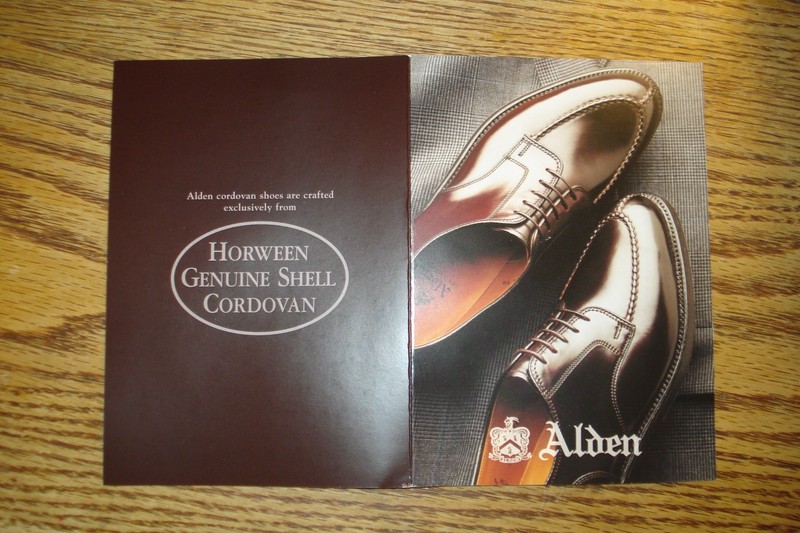 Alden cordovan shoes are crafted
exclusively from
HORWEEN
GENUINE SHELL
CORDOVAN
Alden